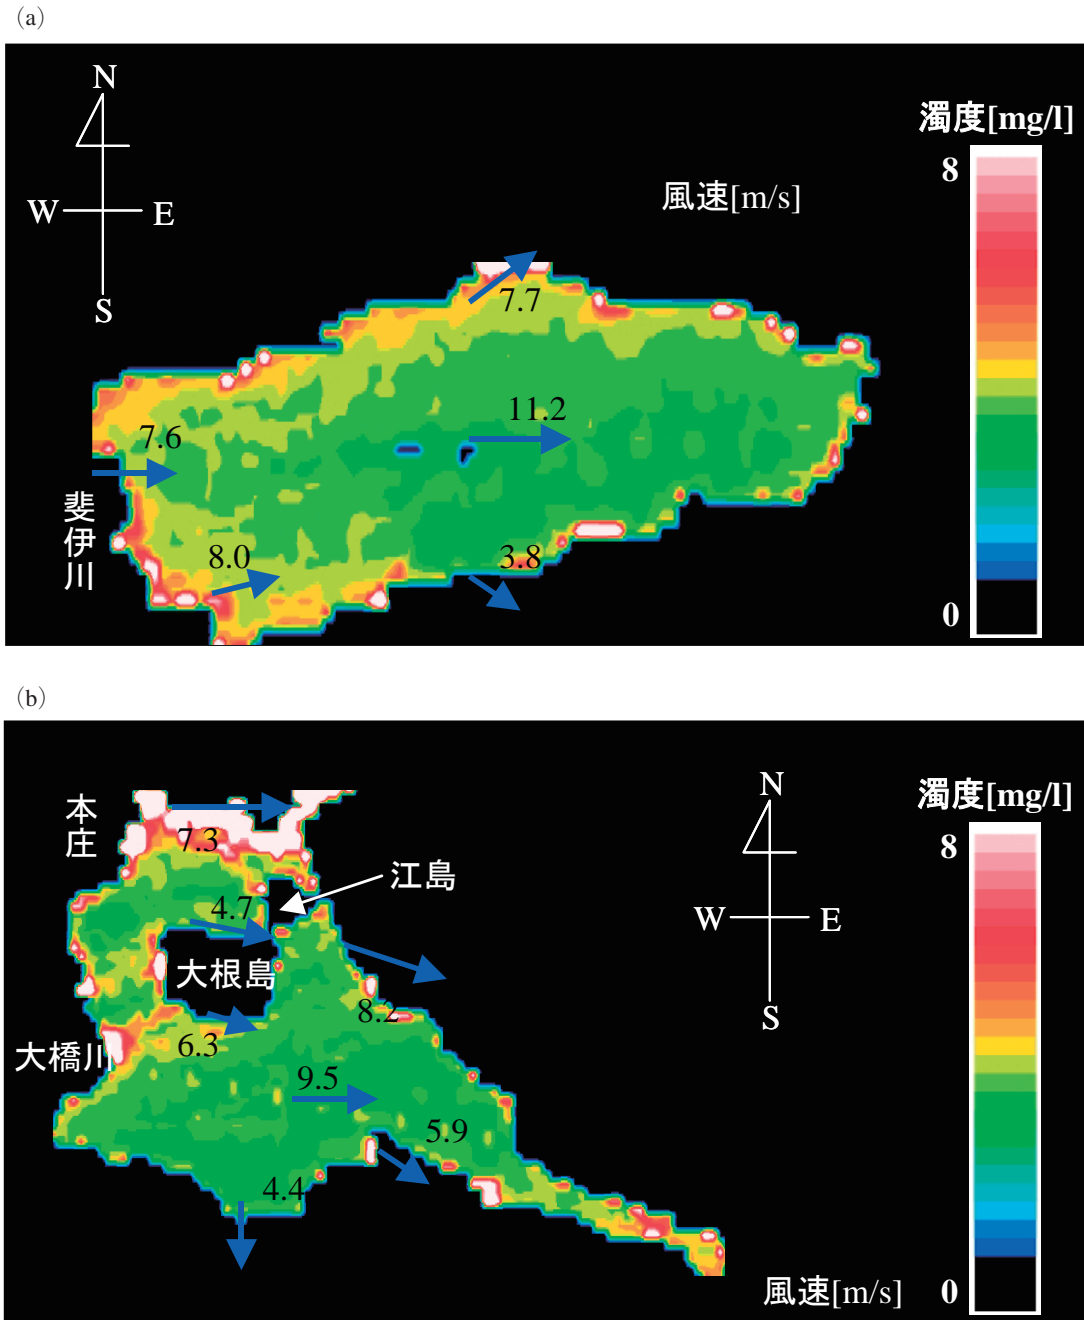 (a)
N
W E
S
濁度[mg/l]
8
0
風速[m/s]
7.7
11.2
7.6
斐伊川
8.0
3.8
(b)
本庄
7.3
江島
4.7
大根島
8.2
大橋川
6.3
9.5
5.9
4.4
N
W E
S
濁度[mg/l]
8
0
風速[m/s]